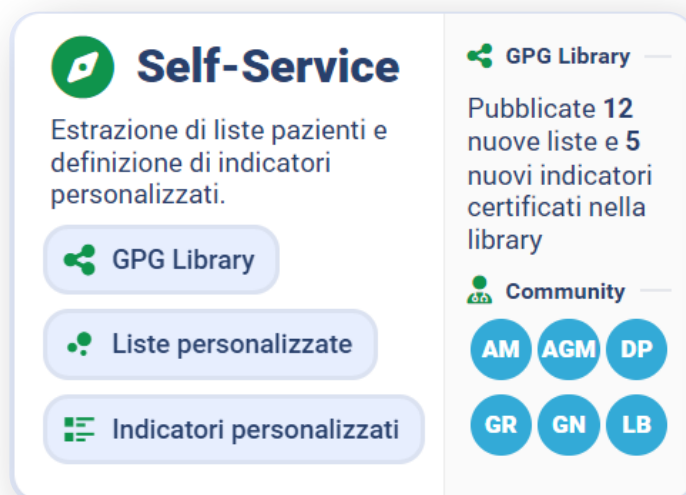 Self-Service
Estrazione di liste pazienti e
definizione di indicatori
personalizzati.
GPG Library
Liste personalizzate
Indicatori personalizzati
GPG Library
Pubblicate 12
nuove liste e 5
nuovi indicatori
certificati nella
library
Community
AM AGM DP
GR GN LB